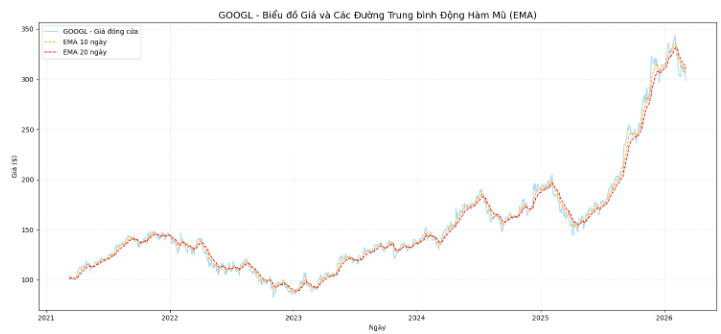 GOOGL - Biểu đồ Giá và Các Đường Trung bình Động Hàm Mũ (EMA)
GOOGL - Giá đóng cửa
EMA 10 ngày
EMA 20 ngày
Giá ($)
350
300
250
200
150
100
2021
2022
2023
2024
2025
2026
Ngày